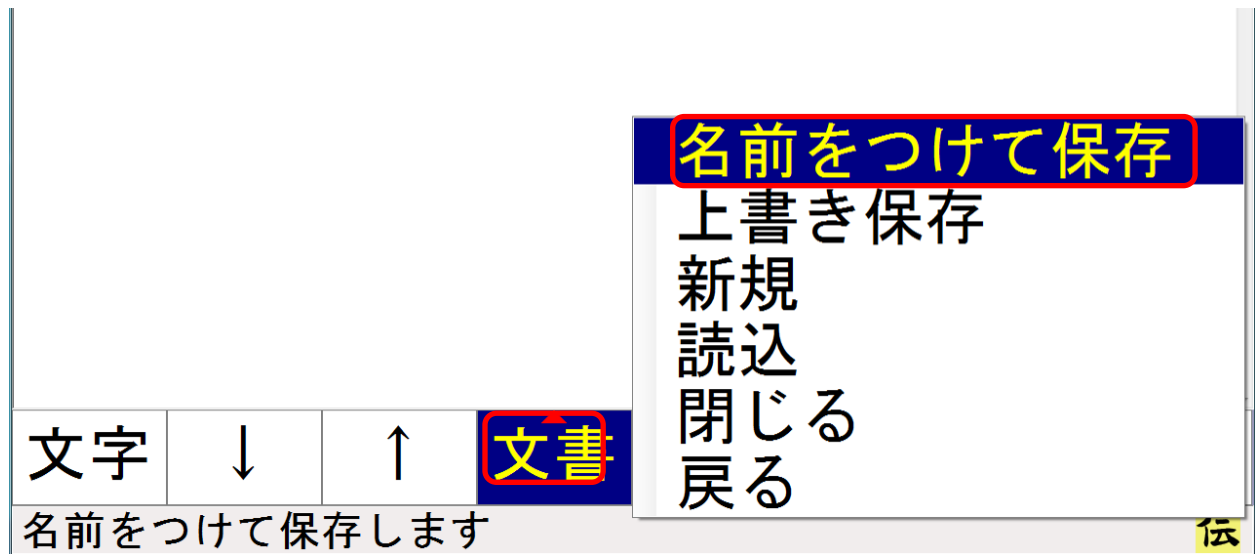 名前をつけて保存
上書き保存
新規
読込
閉じる
戻る
文字 ↓ ↑ 文書
名前をつけて保存します
伝